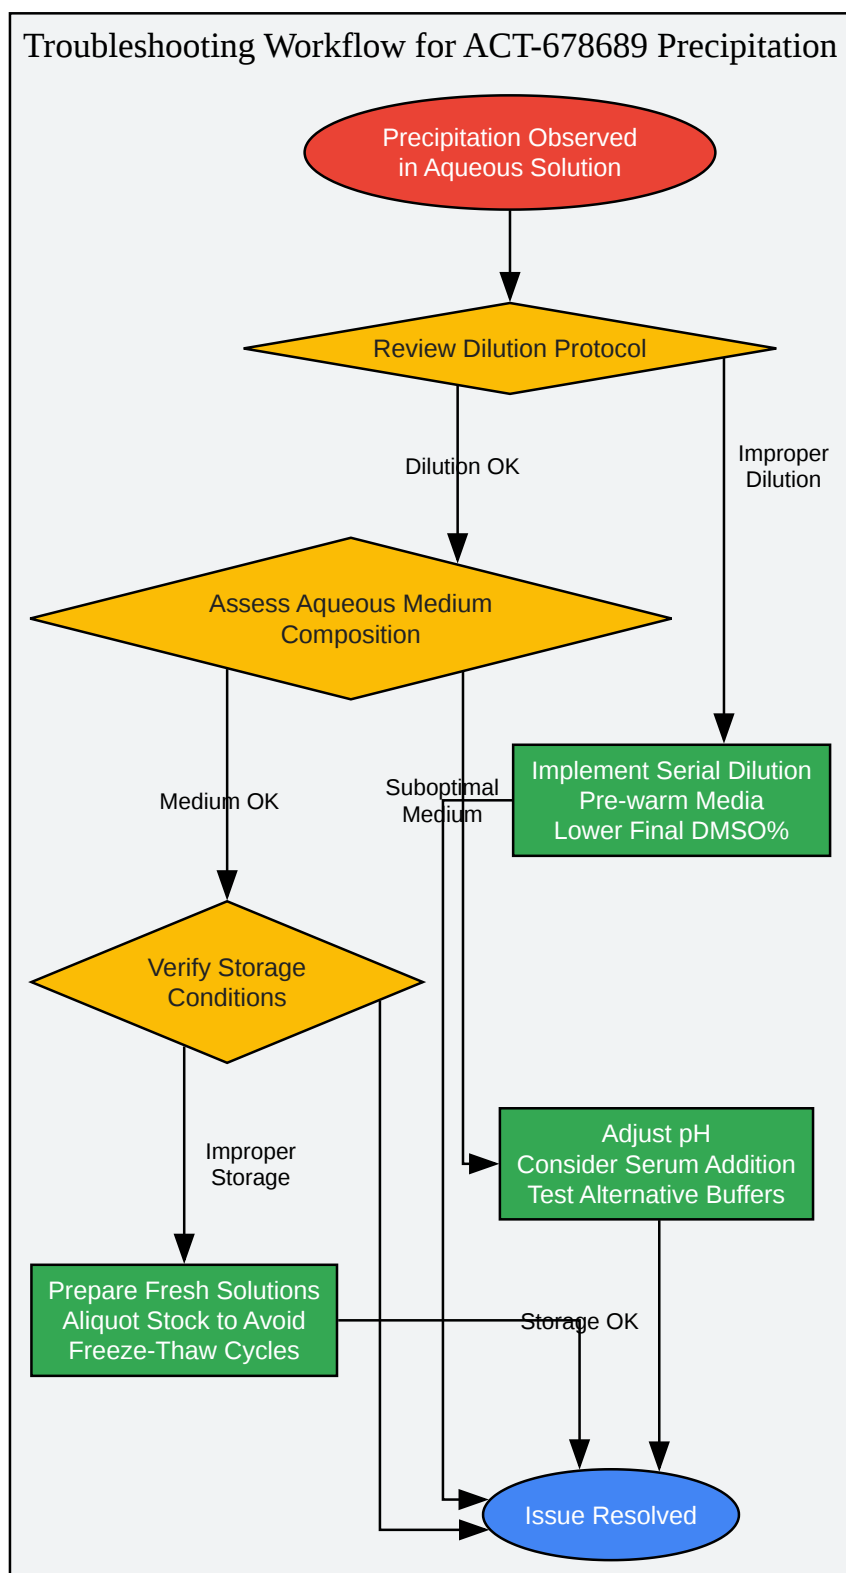 Troubleshooting Workflow for ACT-678689 Precipitation
Precipitation Observed
in Aqueous Solution
Review Dilution Protocol
Dilution OK
Improper
Dilution
Assess Aqueous Medium
Composition
Medium OK
Suboptimal
Medium
Implement Serial Dilution
Pre-warm Media
Lower Final DMSO%
Verify Storage
Conditions
Improper
Storage
Adjust pH
Consider Serum Addition
Test Alternative Buffers
Prepare Fresh Solutions
Aliquot Stock to Avoid
Freeze-Thaw Cycles
Storage OK
Issue Resolved